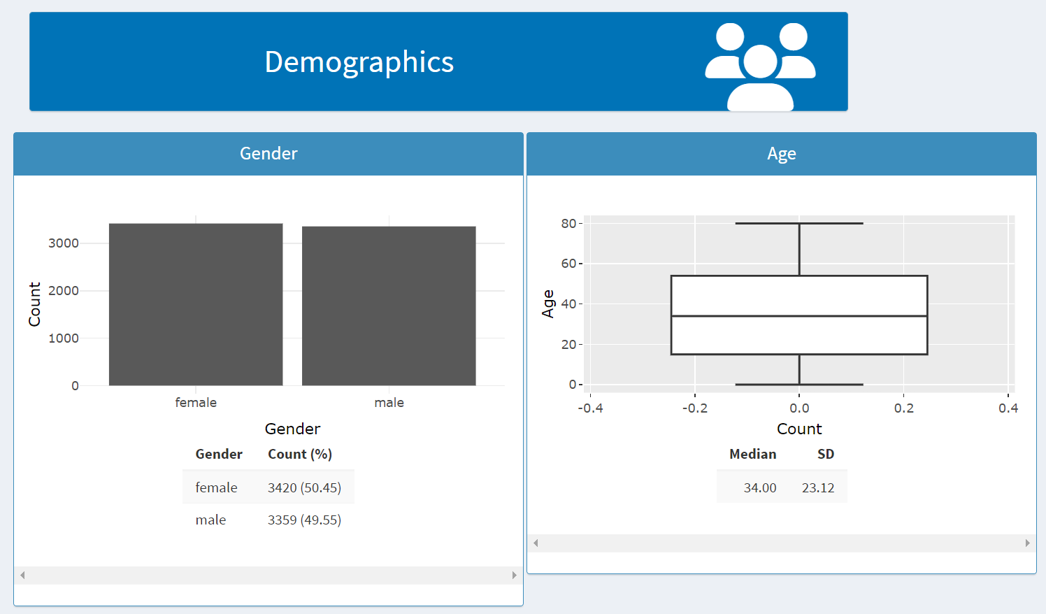 Demographics
Gender
3000
2000
1000
0
Count
female male
Gender
Gender Count (%)
female 3420 (50.45)
male 3359 (49.55)
Age
80
60
40
20
0
Age
-0.4 -0.2 0.0 0.2 0.4
Count
Median SD
34.00 23.12